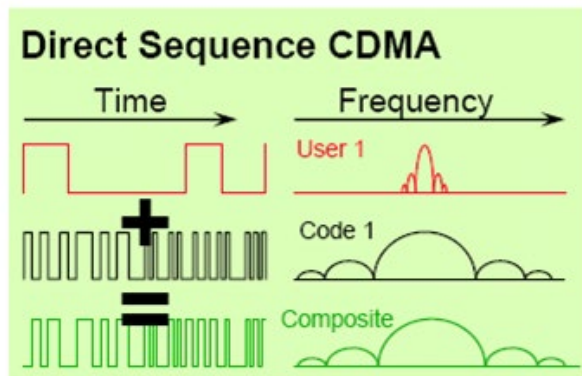 Direct Sequence CDMA
Time
Frequency
User 1
+
Code 1
=
Composite